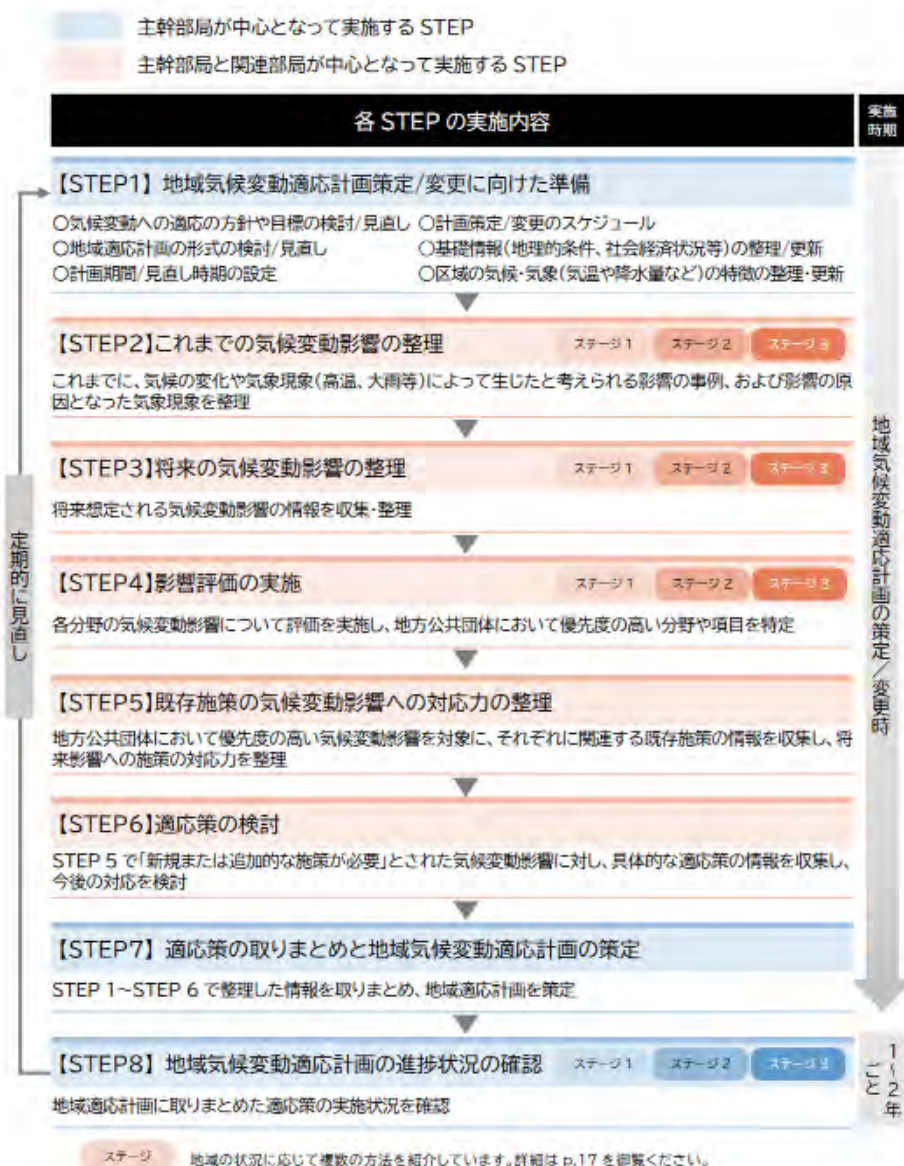 主幹部局が中心となって実施する STEP
主幹部局と関連部局が中心となって実施する STEP
各 STEP の実施内容
実施
時期
【STEP1】 地域気候変動適応計画策定/変更に向けた準備
○気候変動への適応の方針や目標の検討/見直し ○計画策定/変更のスケジュール
○地域適応計画の形式の検討/見直し ○基礎情報(地理的条件、社会経済状況等)の整理/更新
○計画期間/見直し時期の設定 ○区域の気候・気象(気温や降水量など)の特徴の整理・更新
【STEP2】これまでの気候変動影響の整理 ステージ 1 ステージ 2 ステージ 3
これまでに、気候の変化や気象現象(高温、大雨等)によって生じたと考えられる影響の事例、および影響の原
因となった気象現象を整理
【STEP3】将来の気候変動影響の整理 ステージ 1 ステージ 2 ステージ 3
将来想定される気候変動影響の情報を収集・整理
【STEP4】影響評価の実施 ステージ 1 ステージ 2 ステージ 3
各分野の気候変動影響について評価を実施し、地方公共団体において優先度の高い分野や項目を特定
【STEP5】既存施策の気候変動影響への対応力の整理
地方公共団体において優先度の高い気候変動影響を対象に、それぞれに関連する既存施策の情報を収集し、将
来影響への施策の対応力を整理
【STEP6】適応策の検討
STEP 5 で「新規または追加的な施策が必要」とされた気候変動影響に対し、具体的な適応策の情報を収集し、
今後の対応を検討
【STEP7】 適応策の取りまとめと地域気候変動適応計画の策定
STEP 1~STEP 6 で整理した情報を取りまとめ、地域適応計画を策定
【STEP8】 地域気候変動適応計画の進捗状況の確認 ステージ 1 ステージ 2 ステージ 3
地域適応計画に取りまとめた適応策の実施状況を確認
定期的に見直し
地域気候変動適応計画の策定/変更時
1~2年
ごと
ステージ 地域の状況に応じて複数の方法を紹介しています。詳細は p.17 を御覧ください。